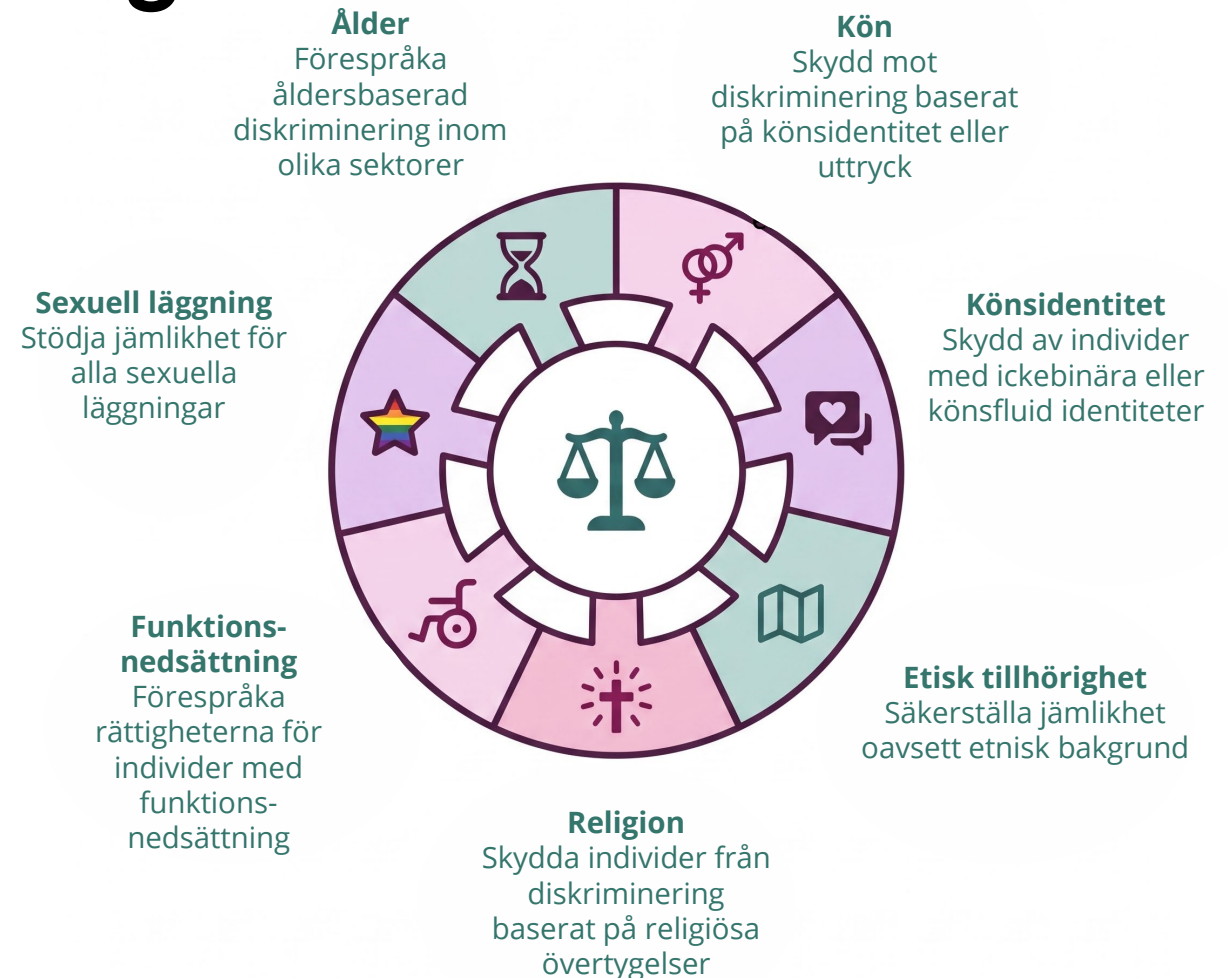 Ålder
Förespråka
åldersbaserad
diskriminering inom
olika sektorer
Kön
Skydd mot
diskriminering baserat
på könsidentitet eller
uttryck
Sexuell läggning
Stödja jämlikhet för
alla sexuella
läggningar
Könsidentitet
Skydd av individer
med ickebinära eller
könsfluid identiteter
Funktions-
nedsättning
Förespråka
rättigheterna för
individer med
funktions-
nedsättning
Etisk tillhörighet
Säkerställa jämlikhet
oavsett etnisk bakgrund
Religion
Skydda individer från
diskriminering
baserat på religiösa
övertygelser